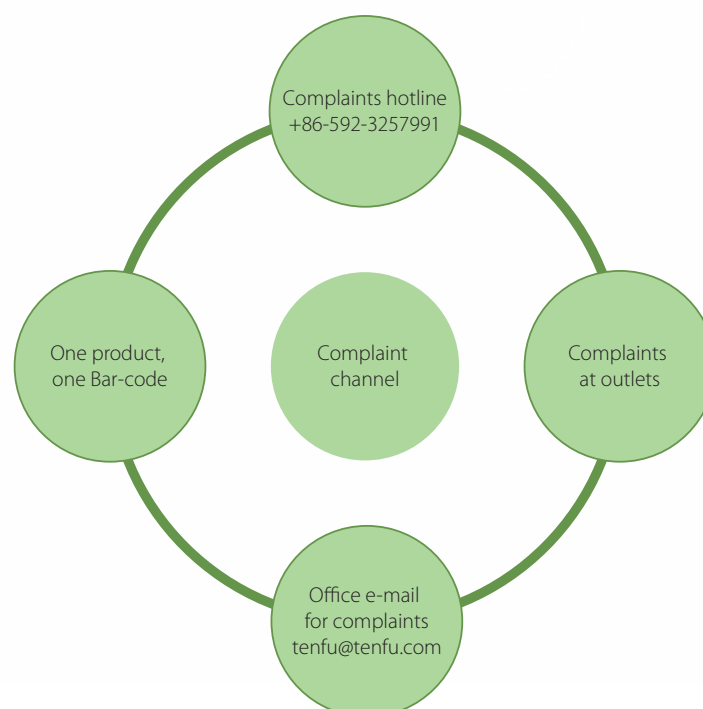 Complaints hotline
+86-592-3257991
One product,
one Bar-code
Complaint
channel
Complaints
at outlets
Office e-mail
for complaints
tenfu@tenfu.com